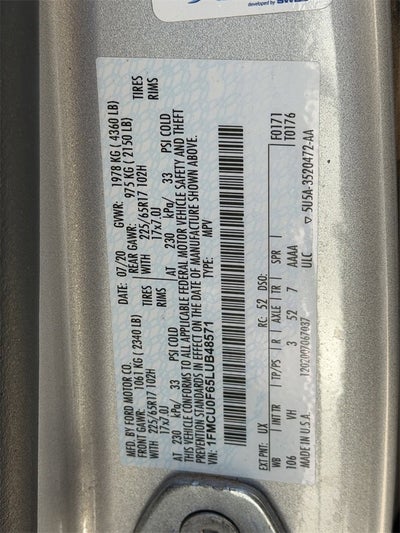 developed by
MFD. BY FORD MOTOR CO.
DATE: 07/20
GVWR: 1978 KG ( 4360 LB)
FRONT GAWR: 1061 KG ( 2340 LB)
REAR GAWR: 975 KG ( 2150 LB)
WITH 225/65R17 102H TIRES
WITH 225/65R17 102H TIRES
17x7.0J RIMS
17x7.0J RIMS
AT 230 kPa/ 33 PSI COLD
AT 230 kPa/ 33 PSI COLD
THIS VEHICLE CONFORMS TO ALL APPLICABLE FEDERAL MOTOR VEHICLE SAFETY AND THEFT
PREVENTION STANDARDS IN EFFECT ON THE DATE OF MANUFACTURE SHOWN ABOVE.
VIN: 1FMCU0F65LUB48571
TYPE: MPV
F0171
T0176
EXT PNT: UX RC: 52 DSO:
WB INT TR TP/PS R AXLE TR SPR
106 VH 3 52 7 AAAA
ULC
▽ 5U5A-3520472-AA